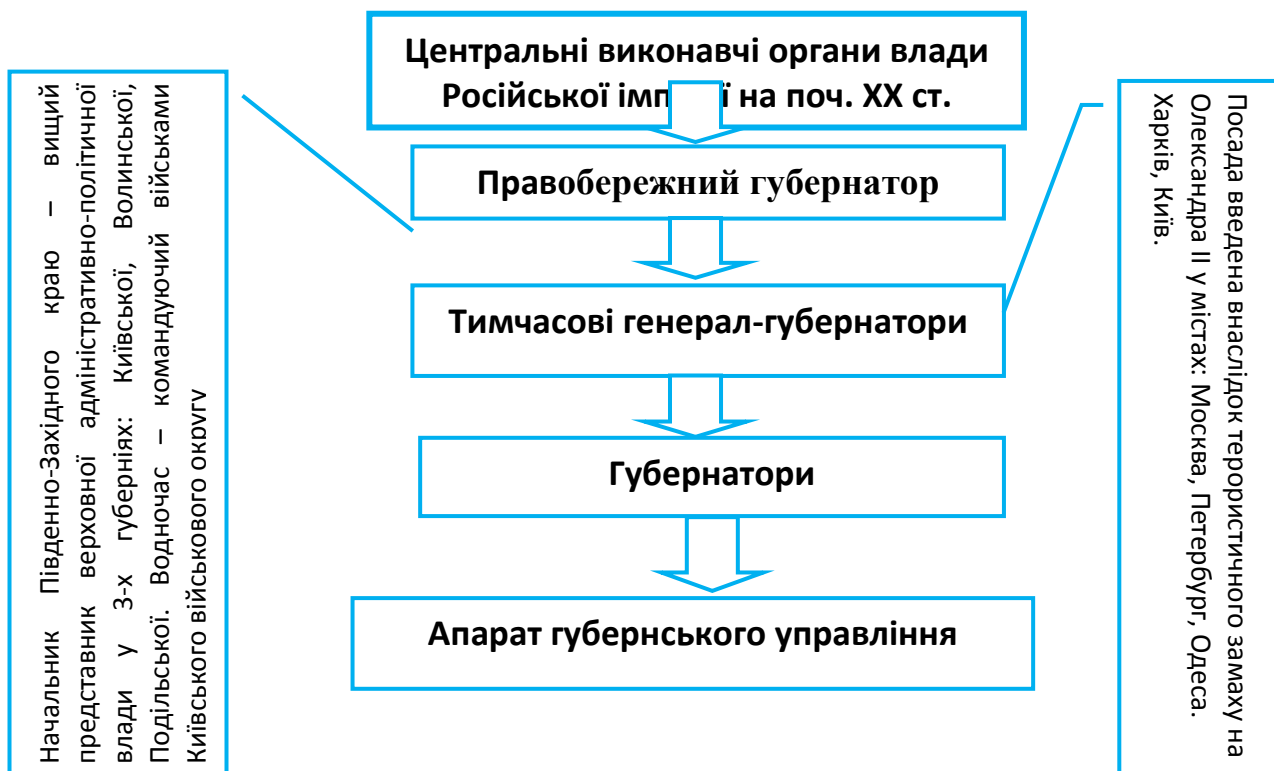 Центральні виконавчі органи влади
Російської імп ї на поч. ХХ ст.
Правобережний губернатор
Тимчасові генерал-губернатори
Губернатори
Апарат губернського управління
Начальник Південно-Західного краю – вищий
представник верховної адміністративно-політичної
влади у 3-х губерніях: Київської, Волинської,
Подільської. Водночас – командуючий військами
Київського військового округу
Посада введена внаслідок терористичного замаху на
Олександра ІІ у містах: Москва, Петербург, Одеса.
Харків, Київ.